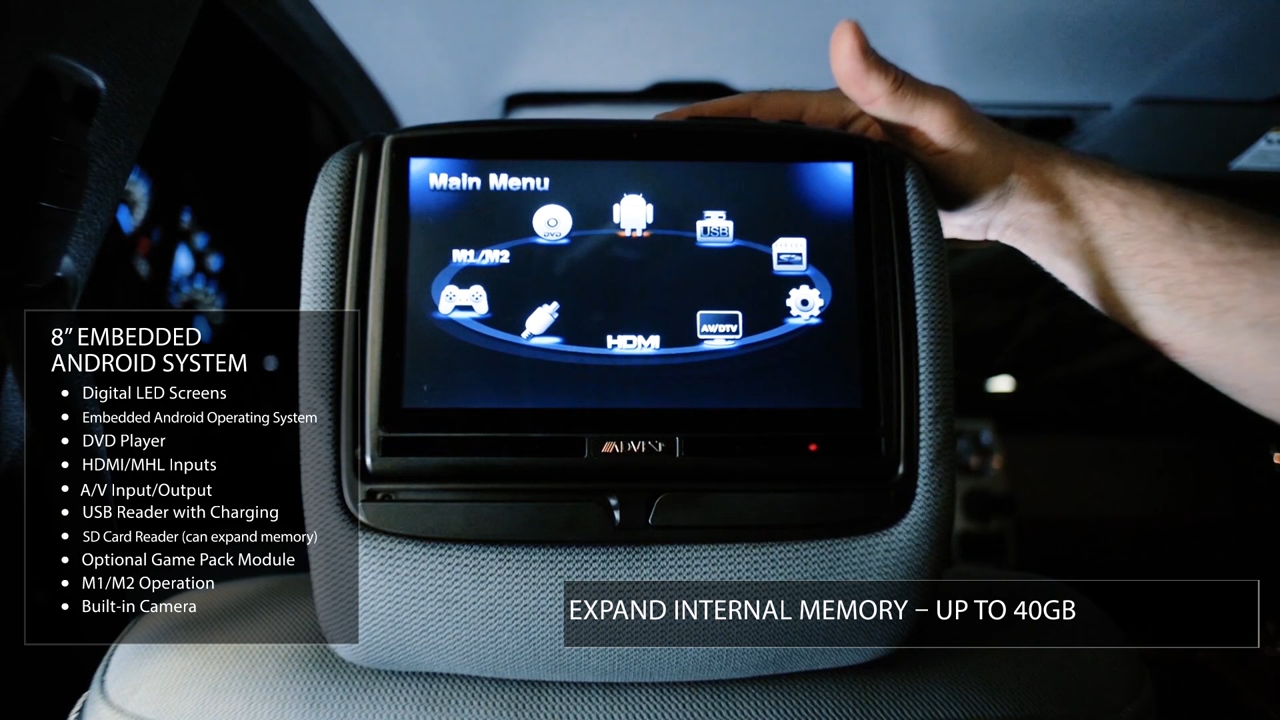 Main Menu
DVD
USB
M1/M2
AV/DTV
HDMI
ADVENT
8” EMBEDDED
ANDROID SYSTEM
• Digital LED Screens
• Embedded Android Operating System
• DVD Player
• HDMI/MHL Inputs
• A/V Input/Output
• USB Reader with Charging
• SD Card Reader (can expand memory)
• Optional Game Pack Module
• M1/M2 Operation
• Built-in Camera
EXPAND INTERNAL MEMORY – UP TO 40GB